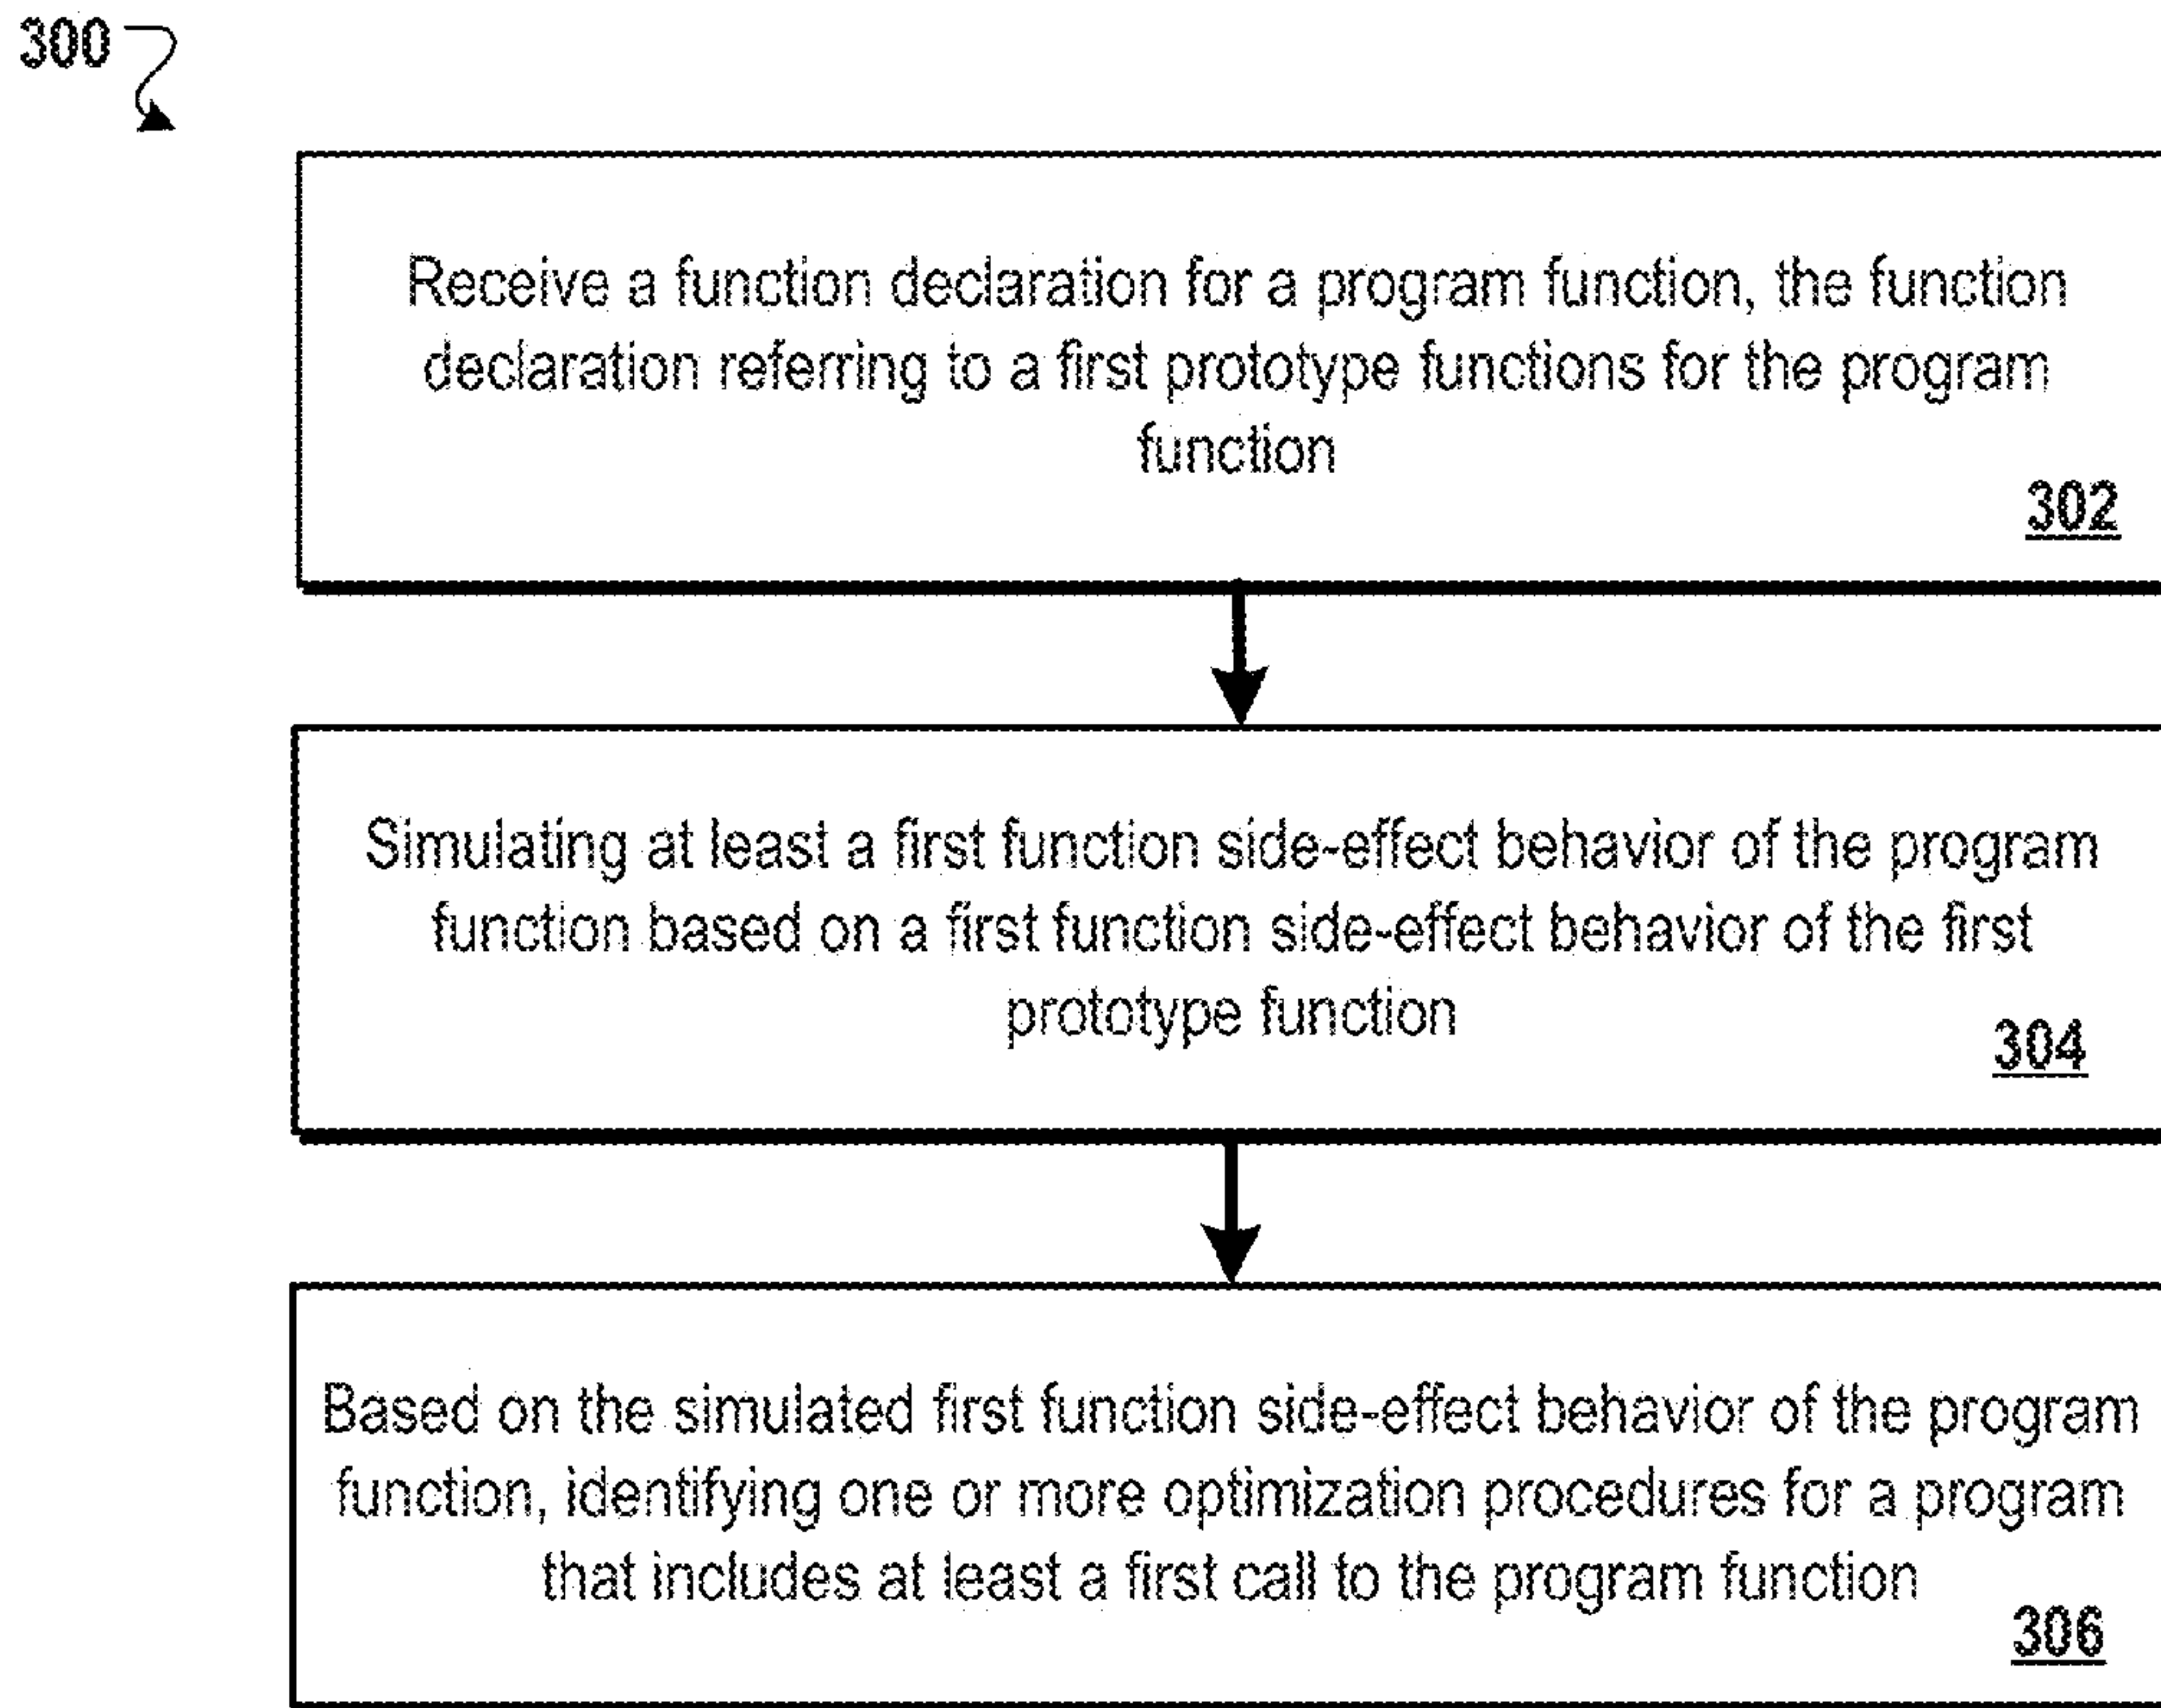 300
Receive a function declaration for a program function, the function
declaration referring to a first prototype functions for the program
function
302
Simulating at least a first function side-effect behavior of the program
function based on a first function side-effect behavior of the first
prototype function
304
Based on the simulated first function side-effect behavior of the program
function, identifying one or more optimization procedures for a program
that includes at least a first call to the program function
306